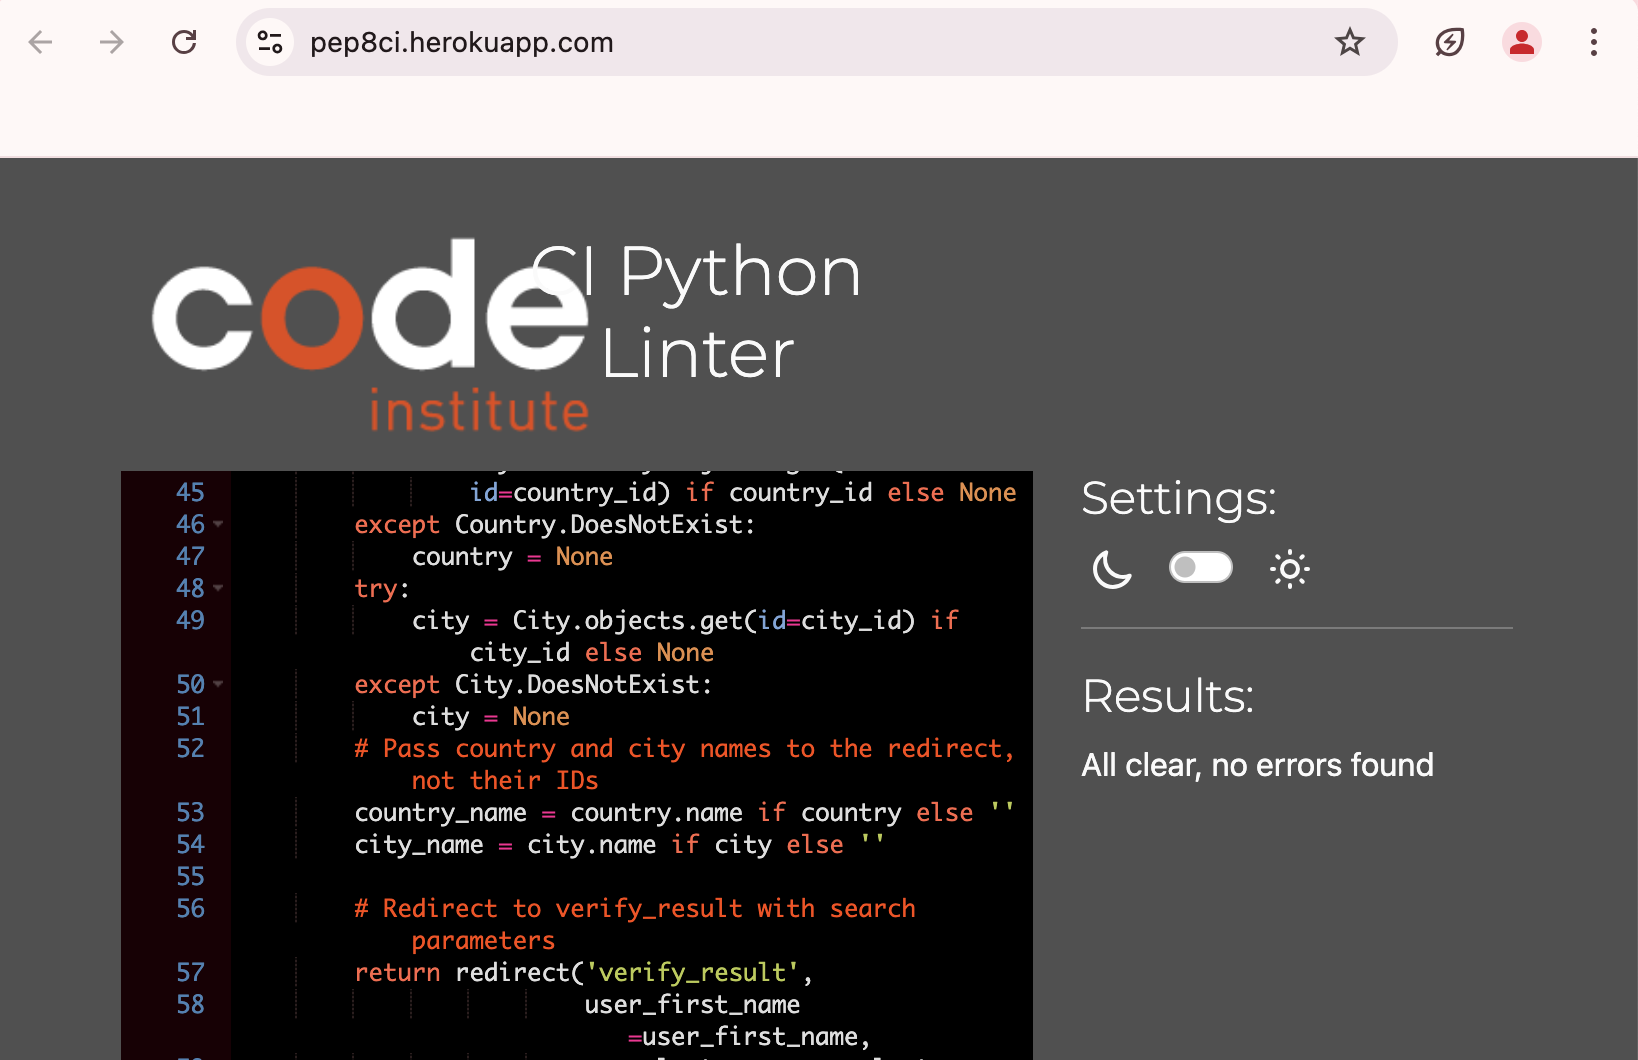 pep8ci.herokuapp.com
code
institute
CI Python
Linter
45 id=country_id) if country_id else None
46 except Country.DoesNotExist:
47 country = None
48 try:
49 city = City.objects.get(id=city_id) if
city_id else None
50 except City.DoesNotExist:
51 city = None
52 # Pass country and city names to the redirect,
not their IDs
53 country_name = country.name if country else ''
54 city_name = city.name if city else ''
55
56 # Redirect to verify_result with search
parameters
57 return redirect('verify_result',
58 user_first_name
=user_first_name,
Settings:
Results:
All clear, no errors found